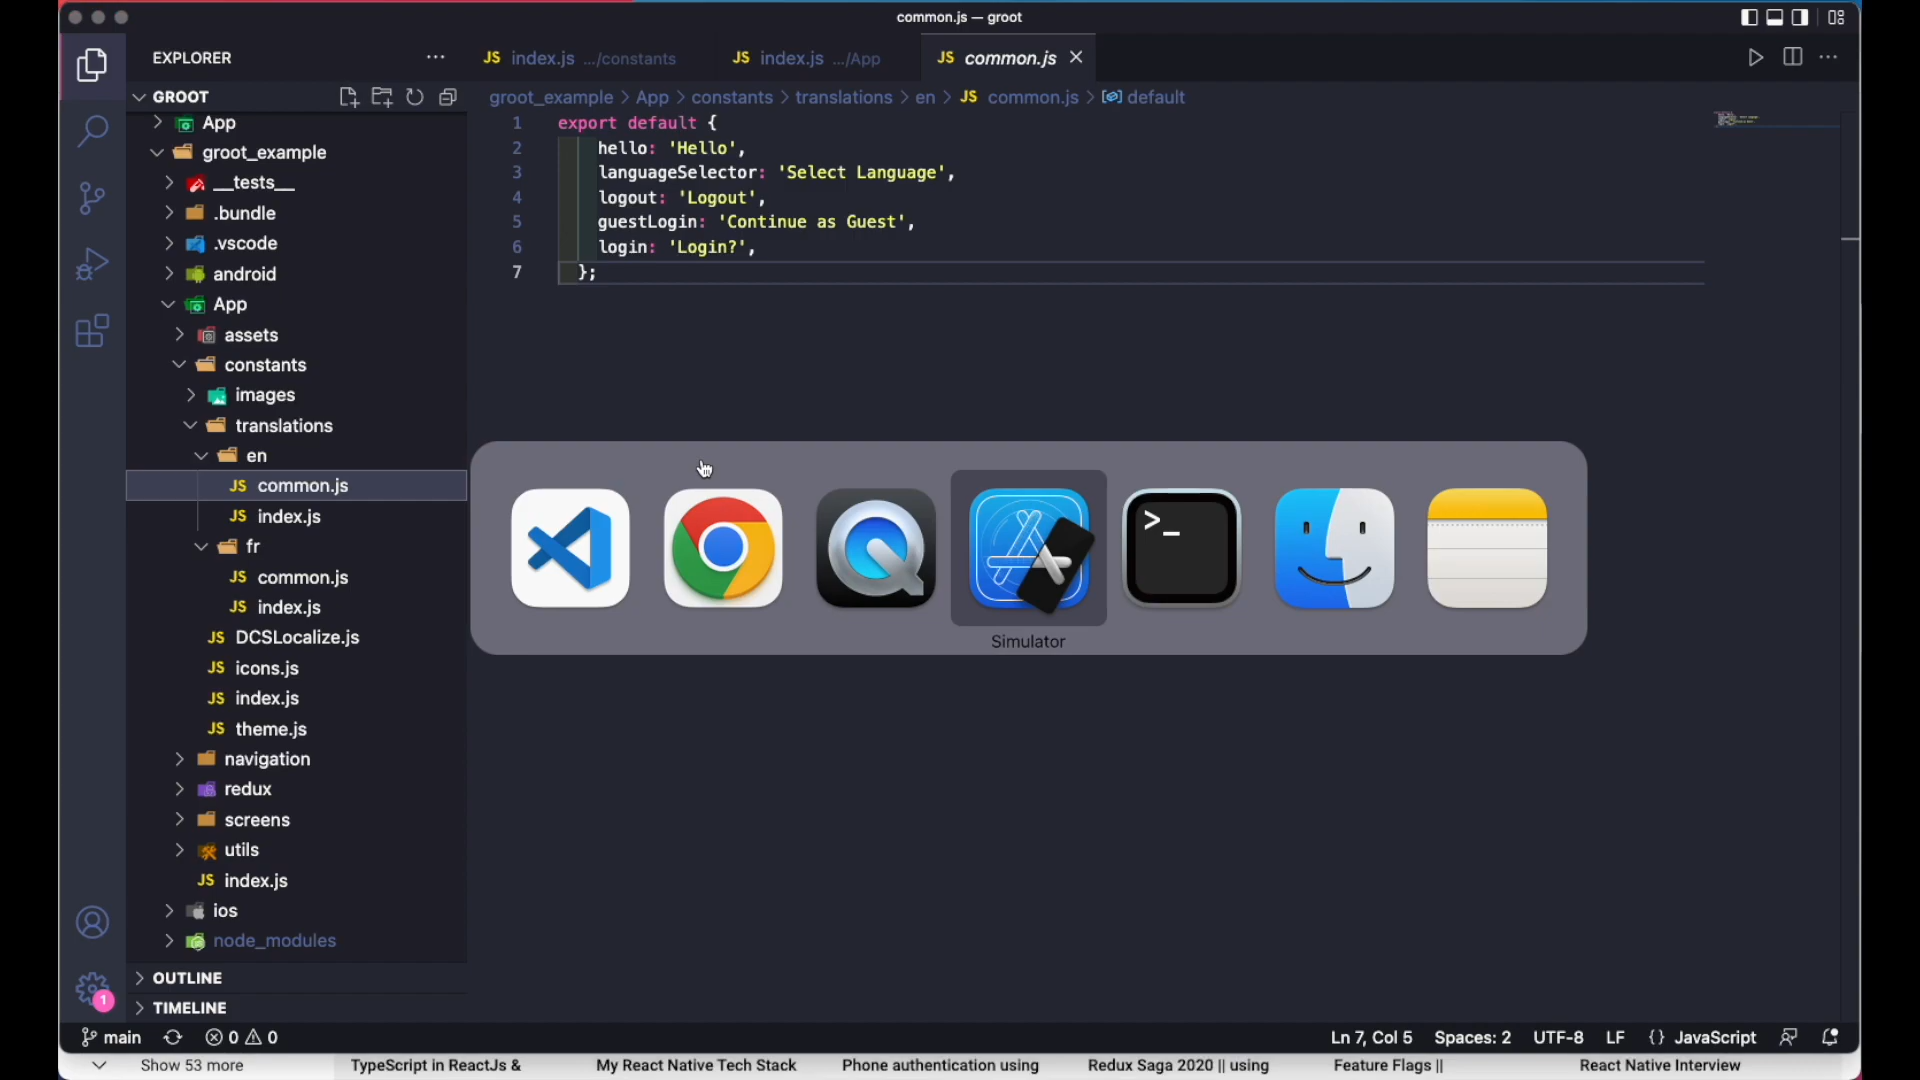 common.js — groot
EXPLORER
JS index.js .../constants
JS index.js .../App
JS common.js
GROOT
groot_example > App > constants > translations > en > JS common.js > default
App
groot_example
__tests__
.bundle
.vscode
android
App
assets
constants
images
translations
en
JS common.js
JS index.js
fr
JS common.js
JS index.js
JS DCSLocalize.js
JS icons.js
JS index.js
JS theme.js
navigation
redux
screens
utils
JS index.js
ios
node_modules
OUTLINE
TIMELINE
1 export default {
2 hello: 'Hello',
3 languageSelector: 'Select Language',
4 logout: 'Logout',
5 guestLogin: 'Continue as Guest',
6 login: 'Login?',
7 };
>_
Simulator
1
main
0 0
Ln 7, Col 5
Spaces: 2
UTF-8
LF
{} JavaScript
Show 53 more
TypeScript in ReactJs &
My React Native Tech Stack
Phone authentication using
Redux Saga 2020 || using
Feature Flags ||
React Native Interview